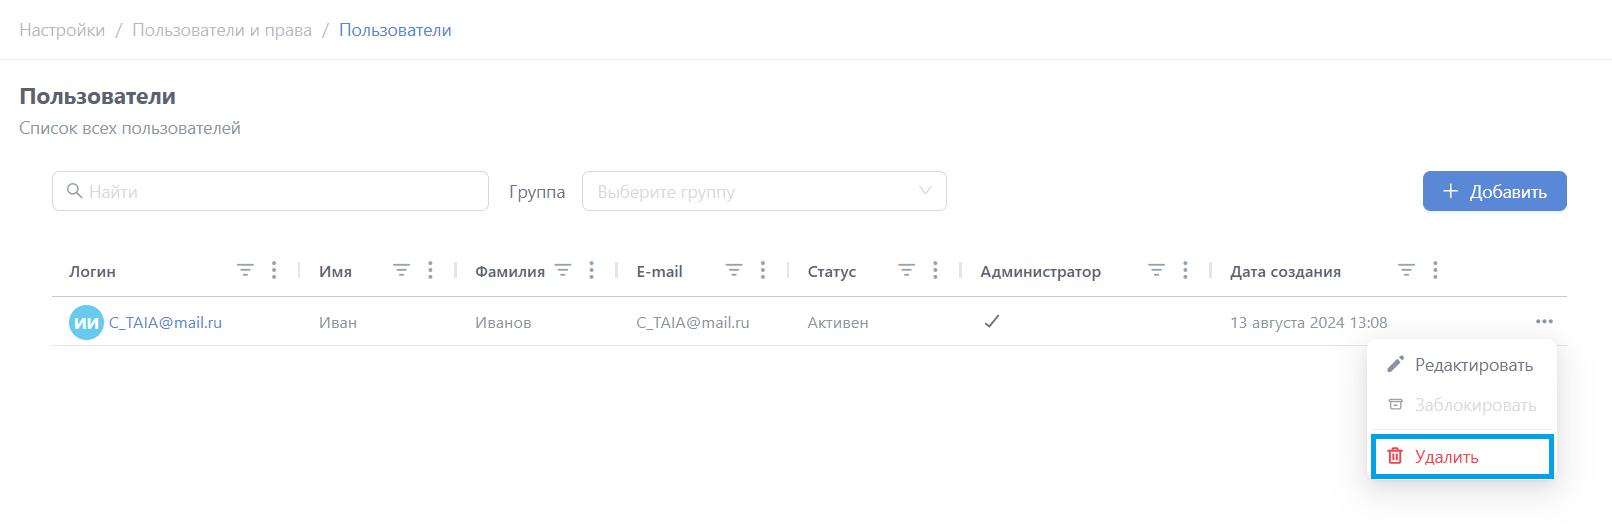 Настройки / Пользователи и права / Пользователи
Пользователи
Список всех пользователей
Найти
Группа
Выберите группу
+ Добавить
Логин Имя Фамилия E-mail Статус Администратор Дата создания
ИИ C_TAIA@mail.ru Иван Иванов C_TAIA@mail.ru Активен 13 августа 2024 13:08
Редактировать
Заблокировать
Удалить